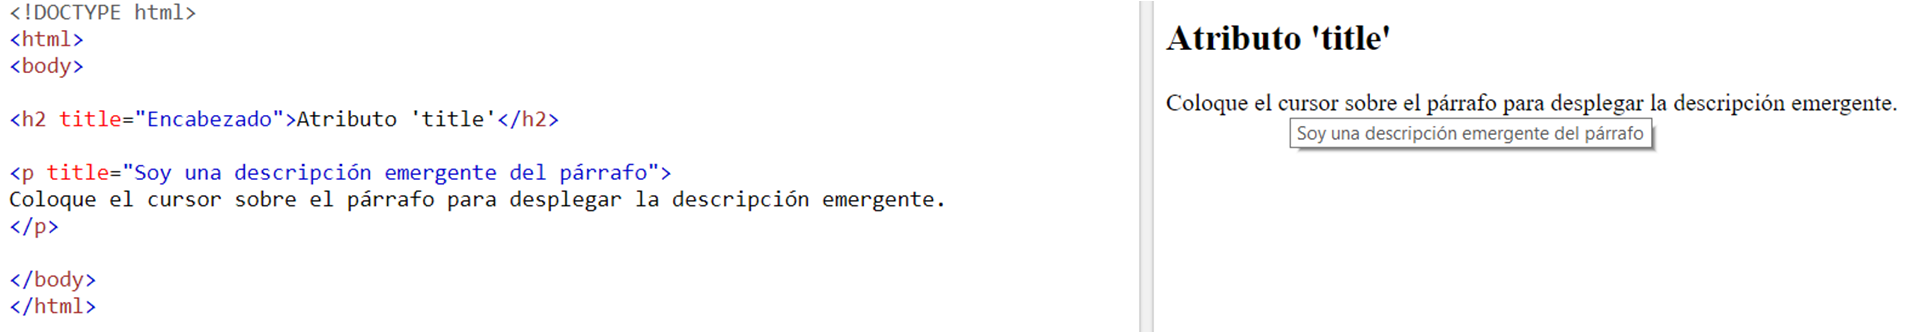 <!DOCTYPE html>
<html>
<body>
<h2 title="Encabezado">Atributo 'title'</h2>
<p title="Soy una descripción emergente del párrafo">
Coloque el cursor sobre el párrafo para desplegar la descripción emergente.
</p>
</body>
</html>
Atributo 'title'
Coloque el cursor sobre el párrafo para desplegar la descripción emergente.
Soy una descripción emergente del párrafo